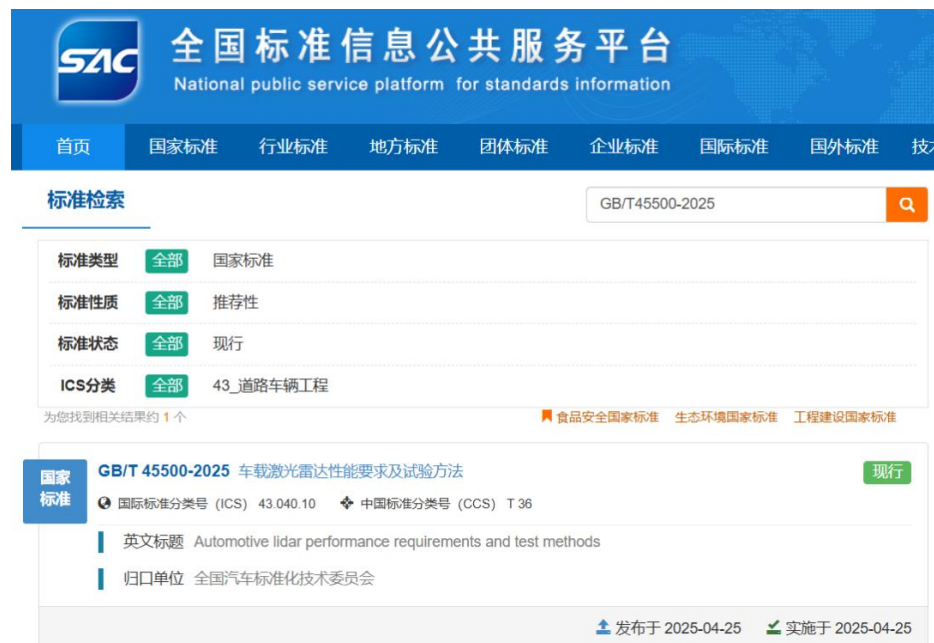 SAC
全国标准信息公共服务平台
National public service platform for standards information
首页 国家标准 行业标准 地方标准 团体标准 企业标准 国际标准 国外标准
标准检索
GB/T45500-2025
标准类型 全部 国家标准
标准性质 全部 推荐性
标准状态 全部 现行
ICS分类 全部 43_道路车辆工程
为您找到相关结果约 1 个 食品安全国家标准 生态环境国家标准 工程建设国家标准
国家
标准
GB/T 45500-2025 车载激光雷达性能要求及试验方法 现行
国际标准分类号 (ICS) 43.040.10 中国标准分类号 (CCS) T 36
英文标题 Automotive lidar performance requirements and test methods
归口单位 全国汽车标准化技术委员会
发布于 2025-04-25 实施于 2025-04-25